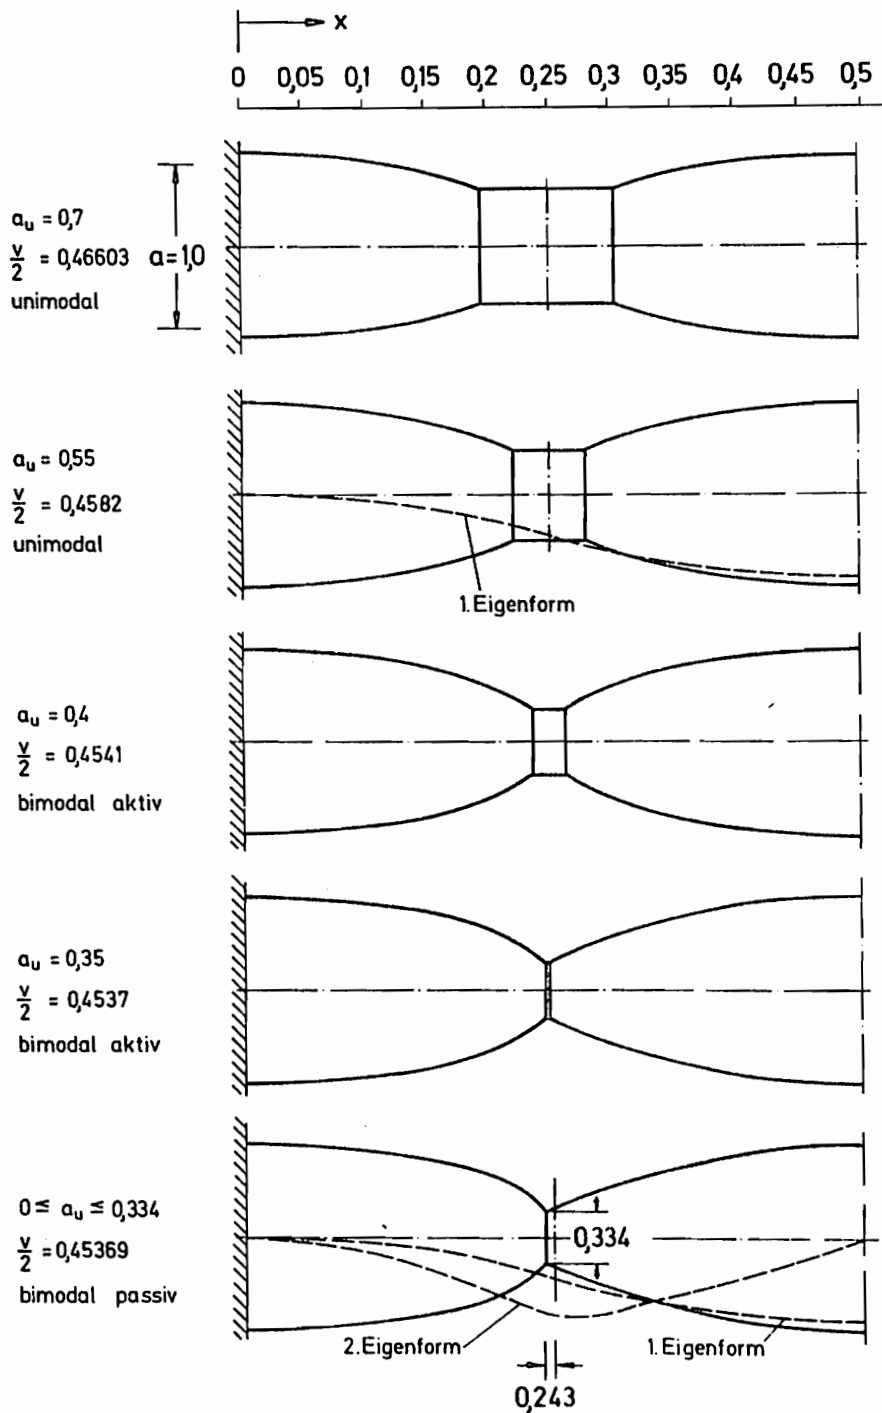 x
0 0,05 0,1 0,15 0,2 0,25 0,3 0,35 0,4 0,45 0,5
a_u = 0,7
v/2 = 0,46603
unimodal
a=1,0
a_u = 0,55
v/2 = 0,4582
unimodal
1.Eigenform
a_u = 0,4
v/2 = 0,4541
bimodal aktiv
a_u = 0,35
v/2 = 0,4537
bimodal aktiv
0 ≤ a_u ≤ 0,334
v/2 = 0,45369
bimodal passiv
0,334
2.Eigenform
1.Eigenform
0,243